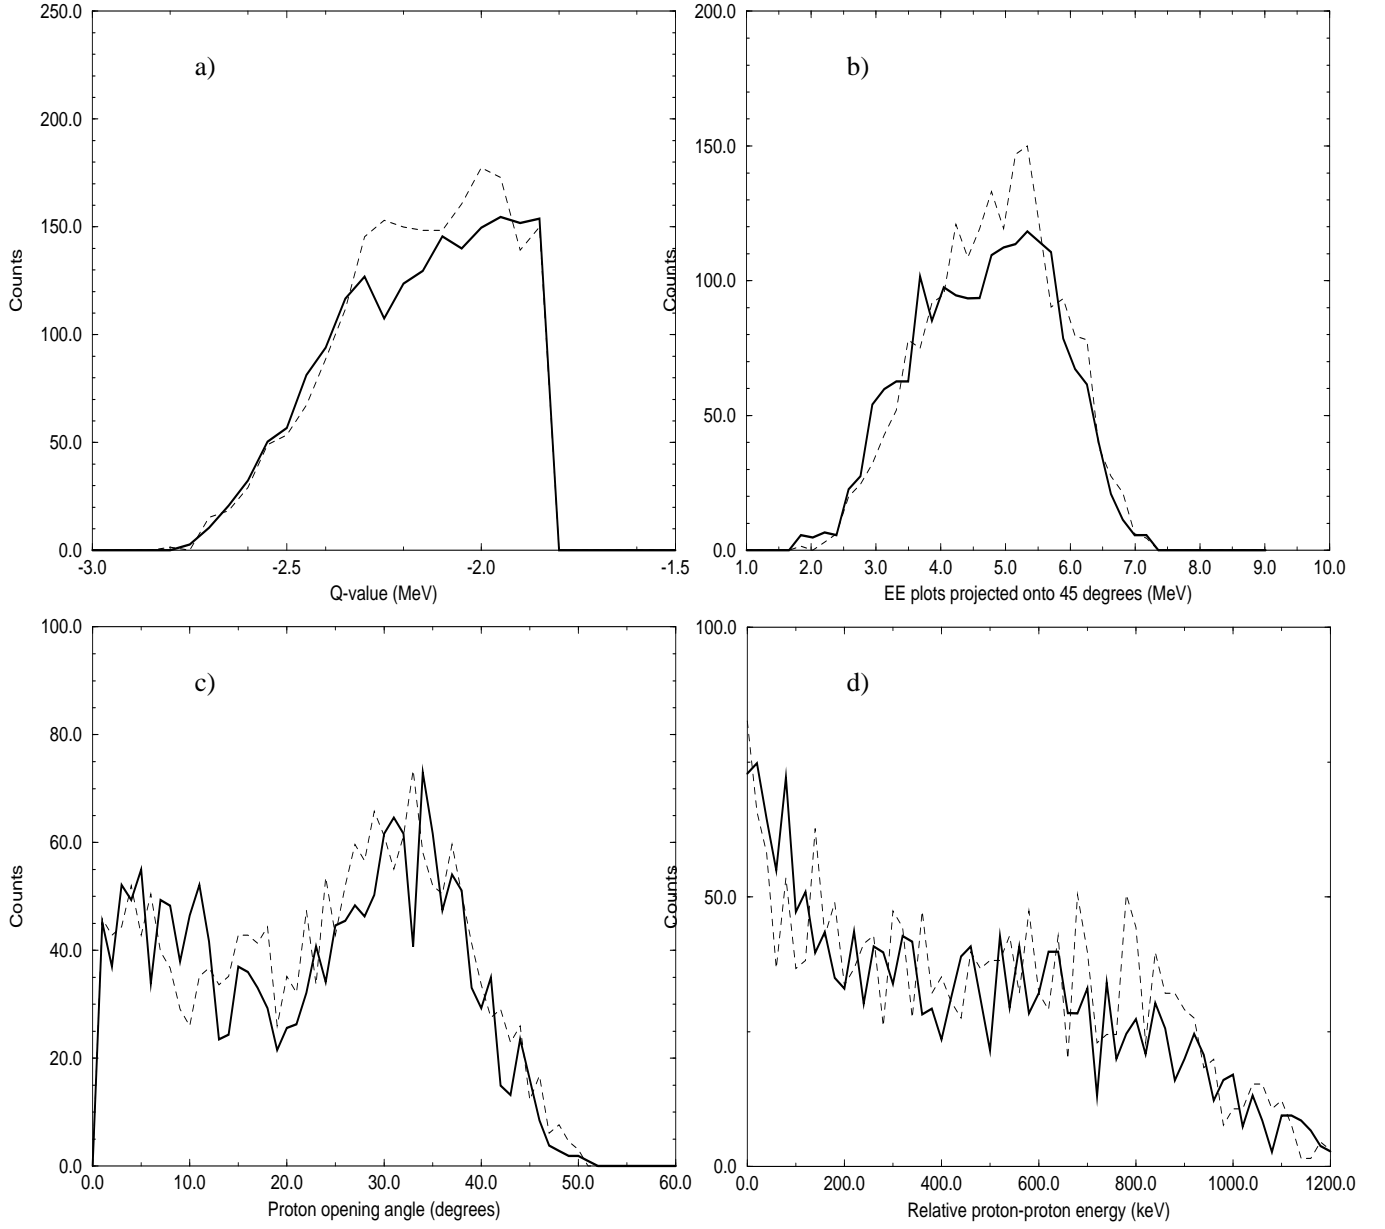 a)
250.0
200.0
150.0
100.0
50.0
0.0
Counts
-3.0 -2.5 -2.0 -1.5
Q-value (MeV)
b)
200.0
150.0
100.0
50.0
0.0
Counts
1.0 2.0 3.0 4.0 5.0 6.0 7.0 8.0 9.0 10.0
EE plots projected onto 45 degrees (MeV)
c)
100.0
80.0
60.0
40.0
20.0
0.0
Counts
0.0 10.0 20.0 30.0 40.0 50.0 60.0
Proton opening angle (degrees)
d)
100.0
50.0
0.0
Counts
0.0 200.0 400.0 600.0 800.0 1000.0 1200.0
Relative proton-proton energy (keV)